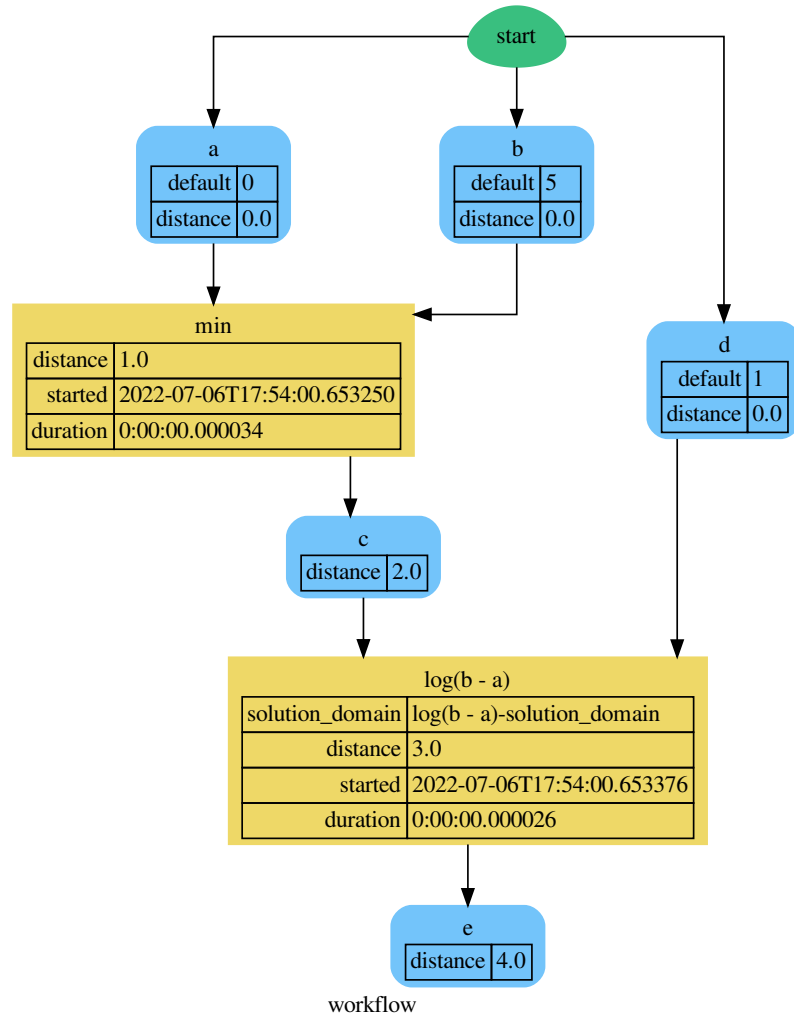 start
a
default 0
distance 0.0
b
default 5
distance 0.0
min
distance 1.0
started 2022-07-06T17:54:00.653250
duration 0:00:00.000034
d
default 1
distance 0.0
c
distance 2.0
log(b - a)
solution_domain log(b - a)-solution_domain
distance 3.0
started 2022-07-06T17:54:00.653376
duration 0:00:00.000026
e
distance 4.0
workflow